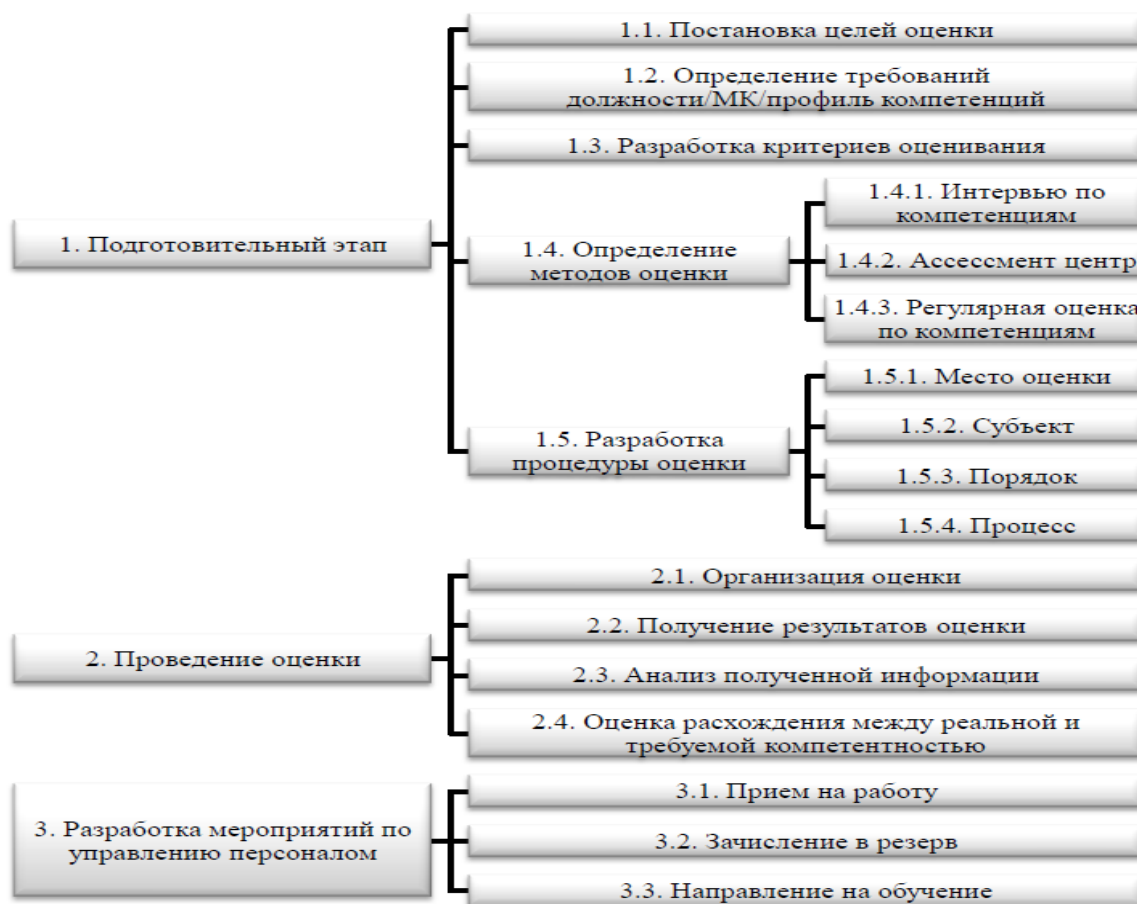 1. Подготовительный этап
1.1. Постановка целей оценки
1.2. Определение требований
должности/МК/профиль компетенций
1.3. Разработка критериев оценивания
1.4. Определение
методов оценки
1.4.1. Интервью по
компетенциям
1.4.2. Ассессмент центр
1.4.3. Регулярная оценка
по компетенциям
1.5. Разработка
процедуры оценки
1.5.1. Место оценки
1.5.2. Субъект
1.5.3. Порядок
1.5.4. Процесс
2. Проведение оценки
2.1. Организация оценки
2.2. Получение результатов оценки
2.3. Анализ полученной информации
2.4. Оценка расхождения между реальной и
требуемой компетентностью
3. Разработка мероприятий по
управлению персоналом
3.1. Прием на работу
3.2. Зачисление в резерв
3.3. Направление на обучение